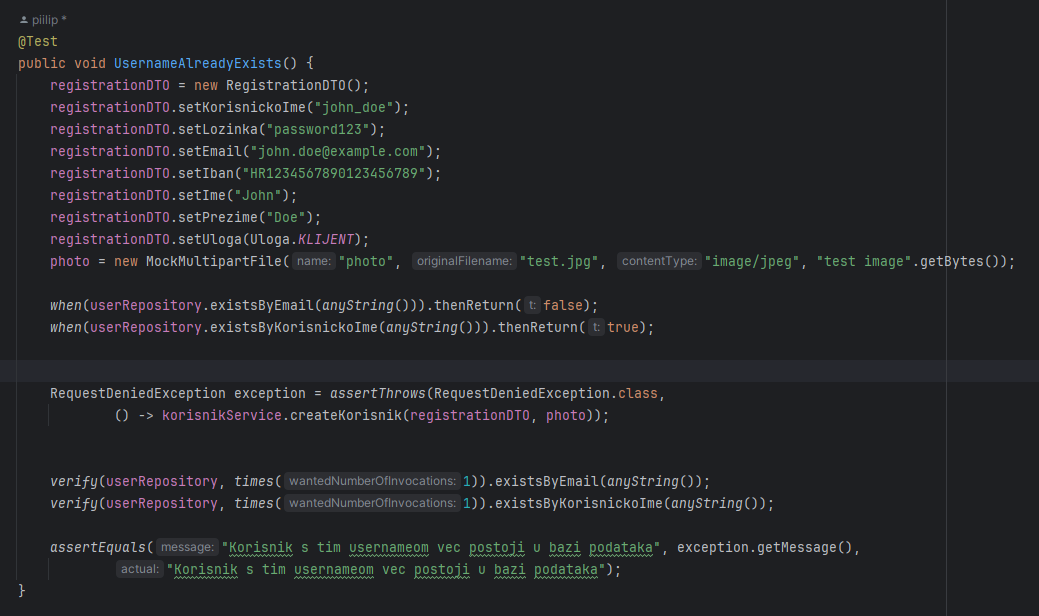 piilip *
@Test
public void UsernameAlreadyExists() {
registrationDTO = new RegistrationDTO();
registrationDTO.setKorisnickoIme("john_doe");
registrationDTO.setLozinka("password123");
registrationDTO.setEmail("john.doe@example.com");
registrationDTO.setIban("HR1234567890123456789");
registrationDTO.setIme("John");
registrationDTO.setPrezime("Doe");
registrationDTO.setUloga(Uloga.KLIJENT);
photo = new MockMultipartFile( name: "photo", originalFilename: "test.jpg", contentType: "image/jpeg", "test image".getBytes());
when(userRepository.existsByEmail(anyString())).thenReturn( t: false);
when(userRepository.existsByKorisnickoIme(anyString())).thenReturn( t: true);
RequestDeniedException exception = assertThrows(RequestDeniedException.class,
() -> korisnikService.createKorisnik(registrationDTO, photo));
verify(userRepository, times( wantedNumberOfInvocations: 1)).existsByEmail(anyString());
verify(userRepository, times( wantedNumberOfInvocations: 1)).existsByKorisnickoIme(anyString());
assertEquals( message: "Korisnik s tim usernameom vec postoji u bazi podataka", exception.getMessage(),
actual: "Korisnik s tim usernameom vec postoji u bazi podataka");
}